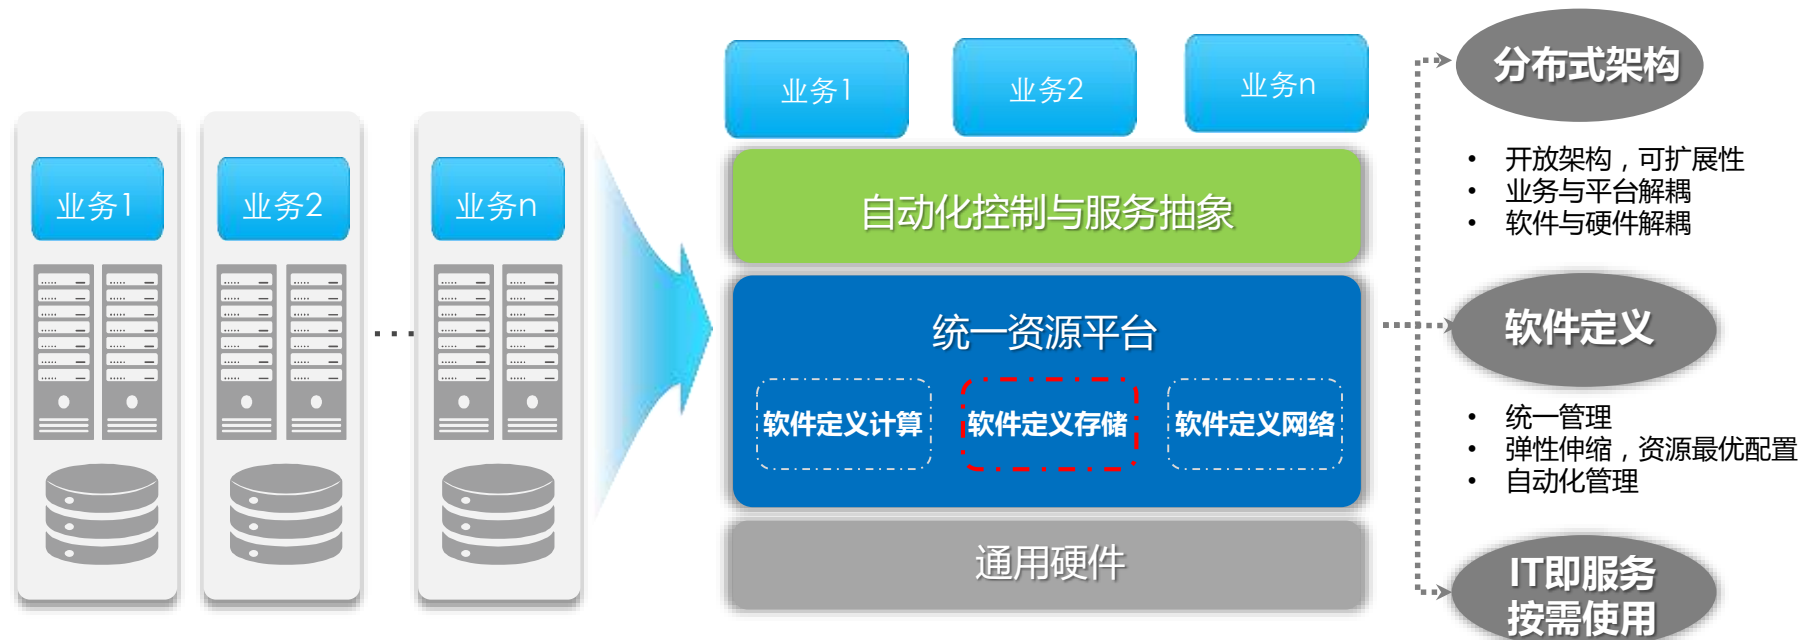 业务1
业务2
业务n
业务1
业务2
业务n
自动化控制与服务抽象
统一资源平台
软件定义计算
软件定义存储
软件定义网络
通用硬件
分布式架构
• 开放架构，可扩展性
• 业务与平台解耦
• 软件与硬件解耦
软件定义
• 统一管理
• 弹性伸缩，资源最优配置
• 自动化管理
IT即服务
按需使用